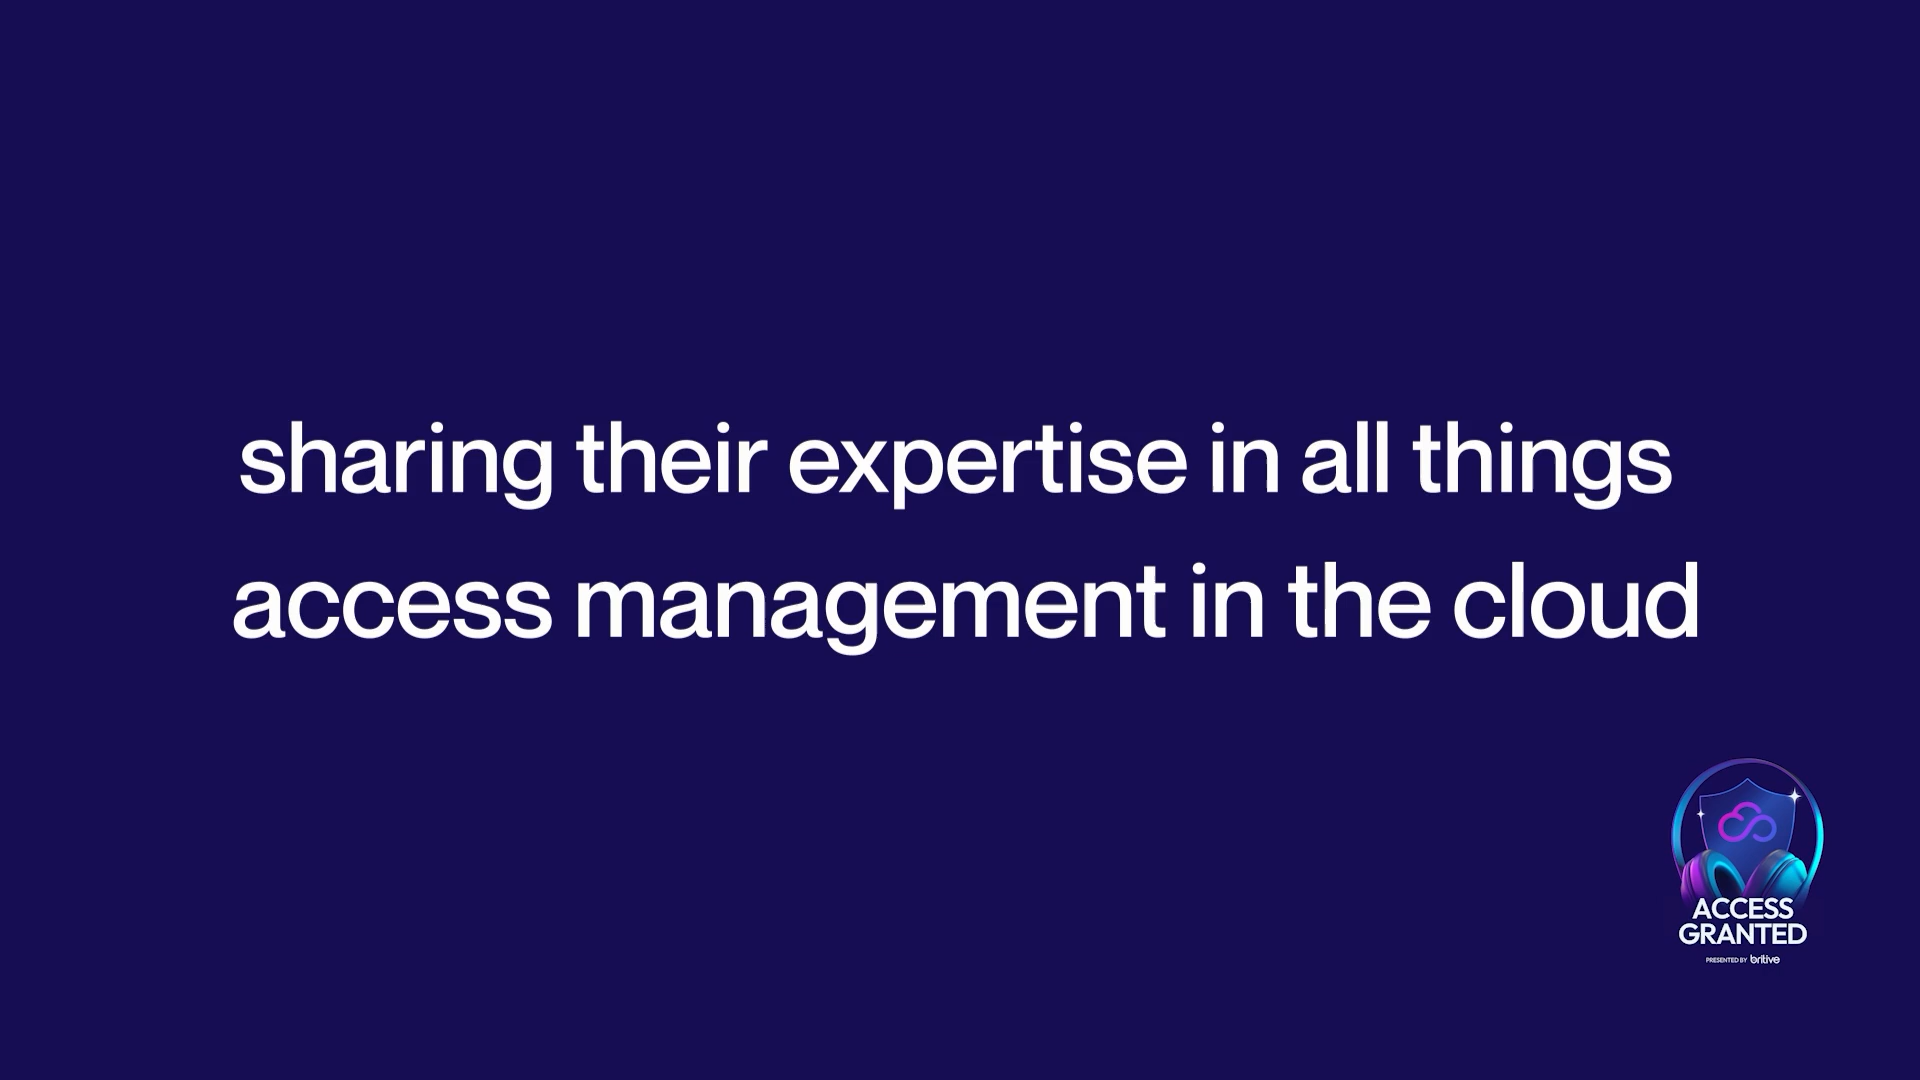 sharing their expertise in all things
access management in the cloud
ACCESS
GRANTED
PRESENTED BY britive